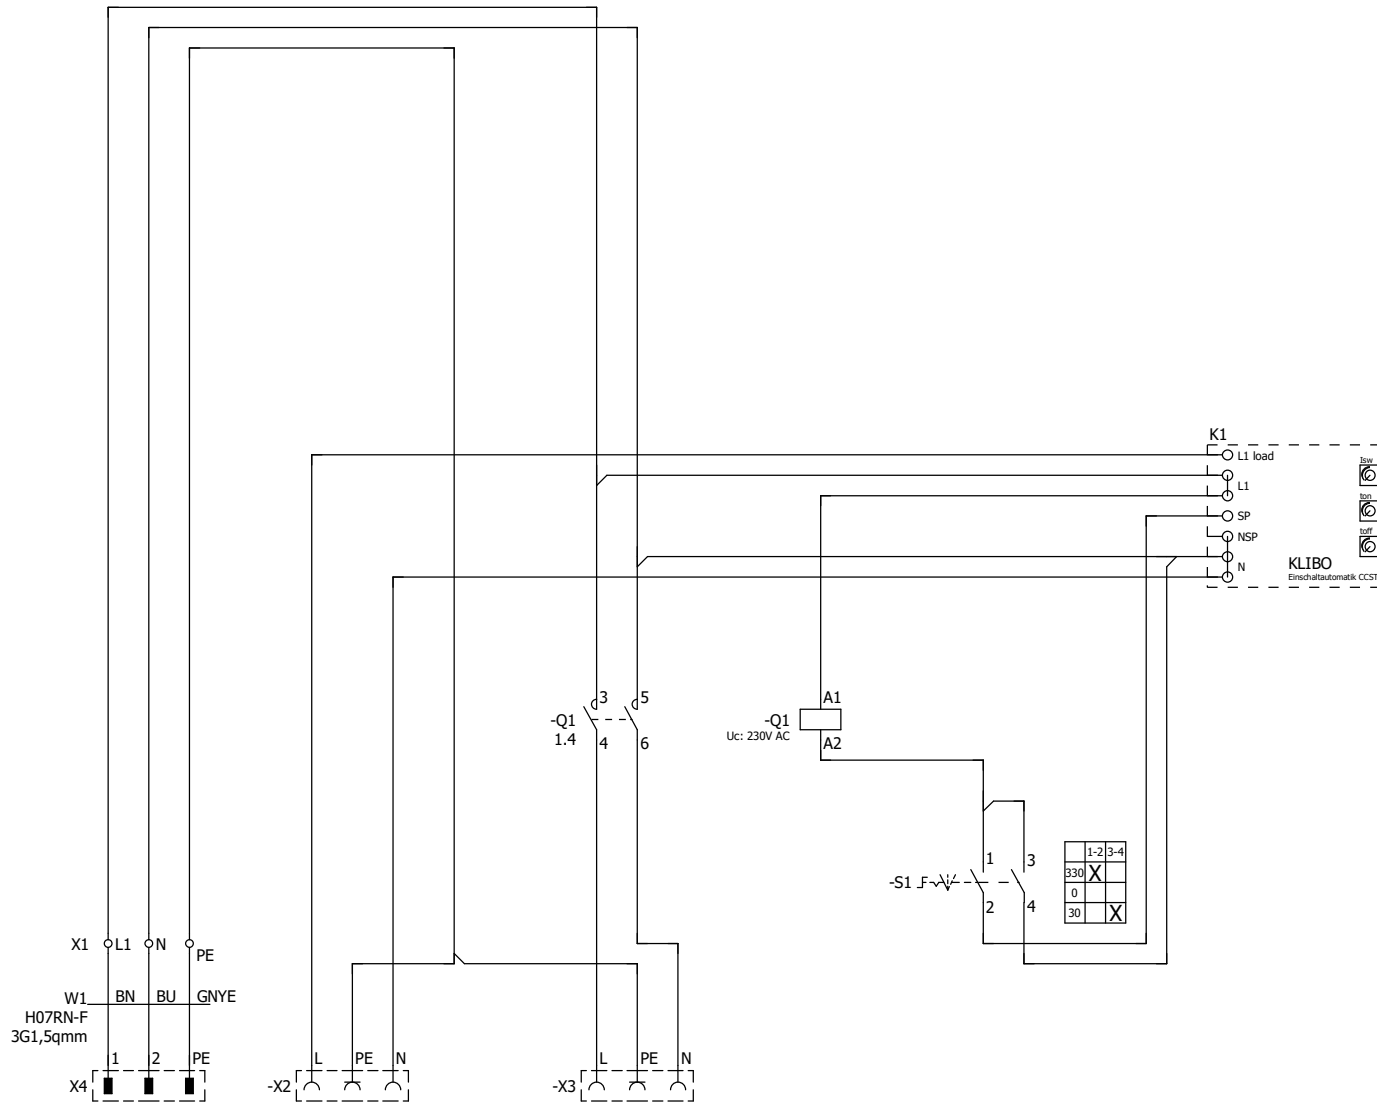 K1
L1 load
Isw
L1
ton
SP
NSP
toff
N
KLIBO
Einschaltautomatik CCST
3
5
-Q1
1.4
4
6
A1
-Q1
Uc: 230V AC
A2
1
3
1-2 3-4
330 X
-S1
0
2
4
30 X
X1 L1 N PE
W1 BN BU GNYE
H07RN-F
3G1,5qmm
1 2 PE
L PE N
L PE N
X4
-X2
-X3